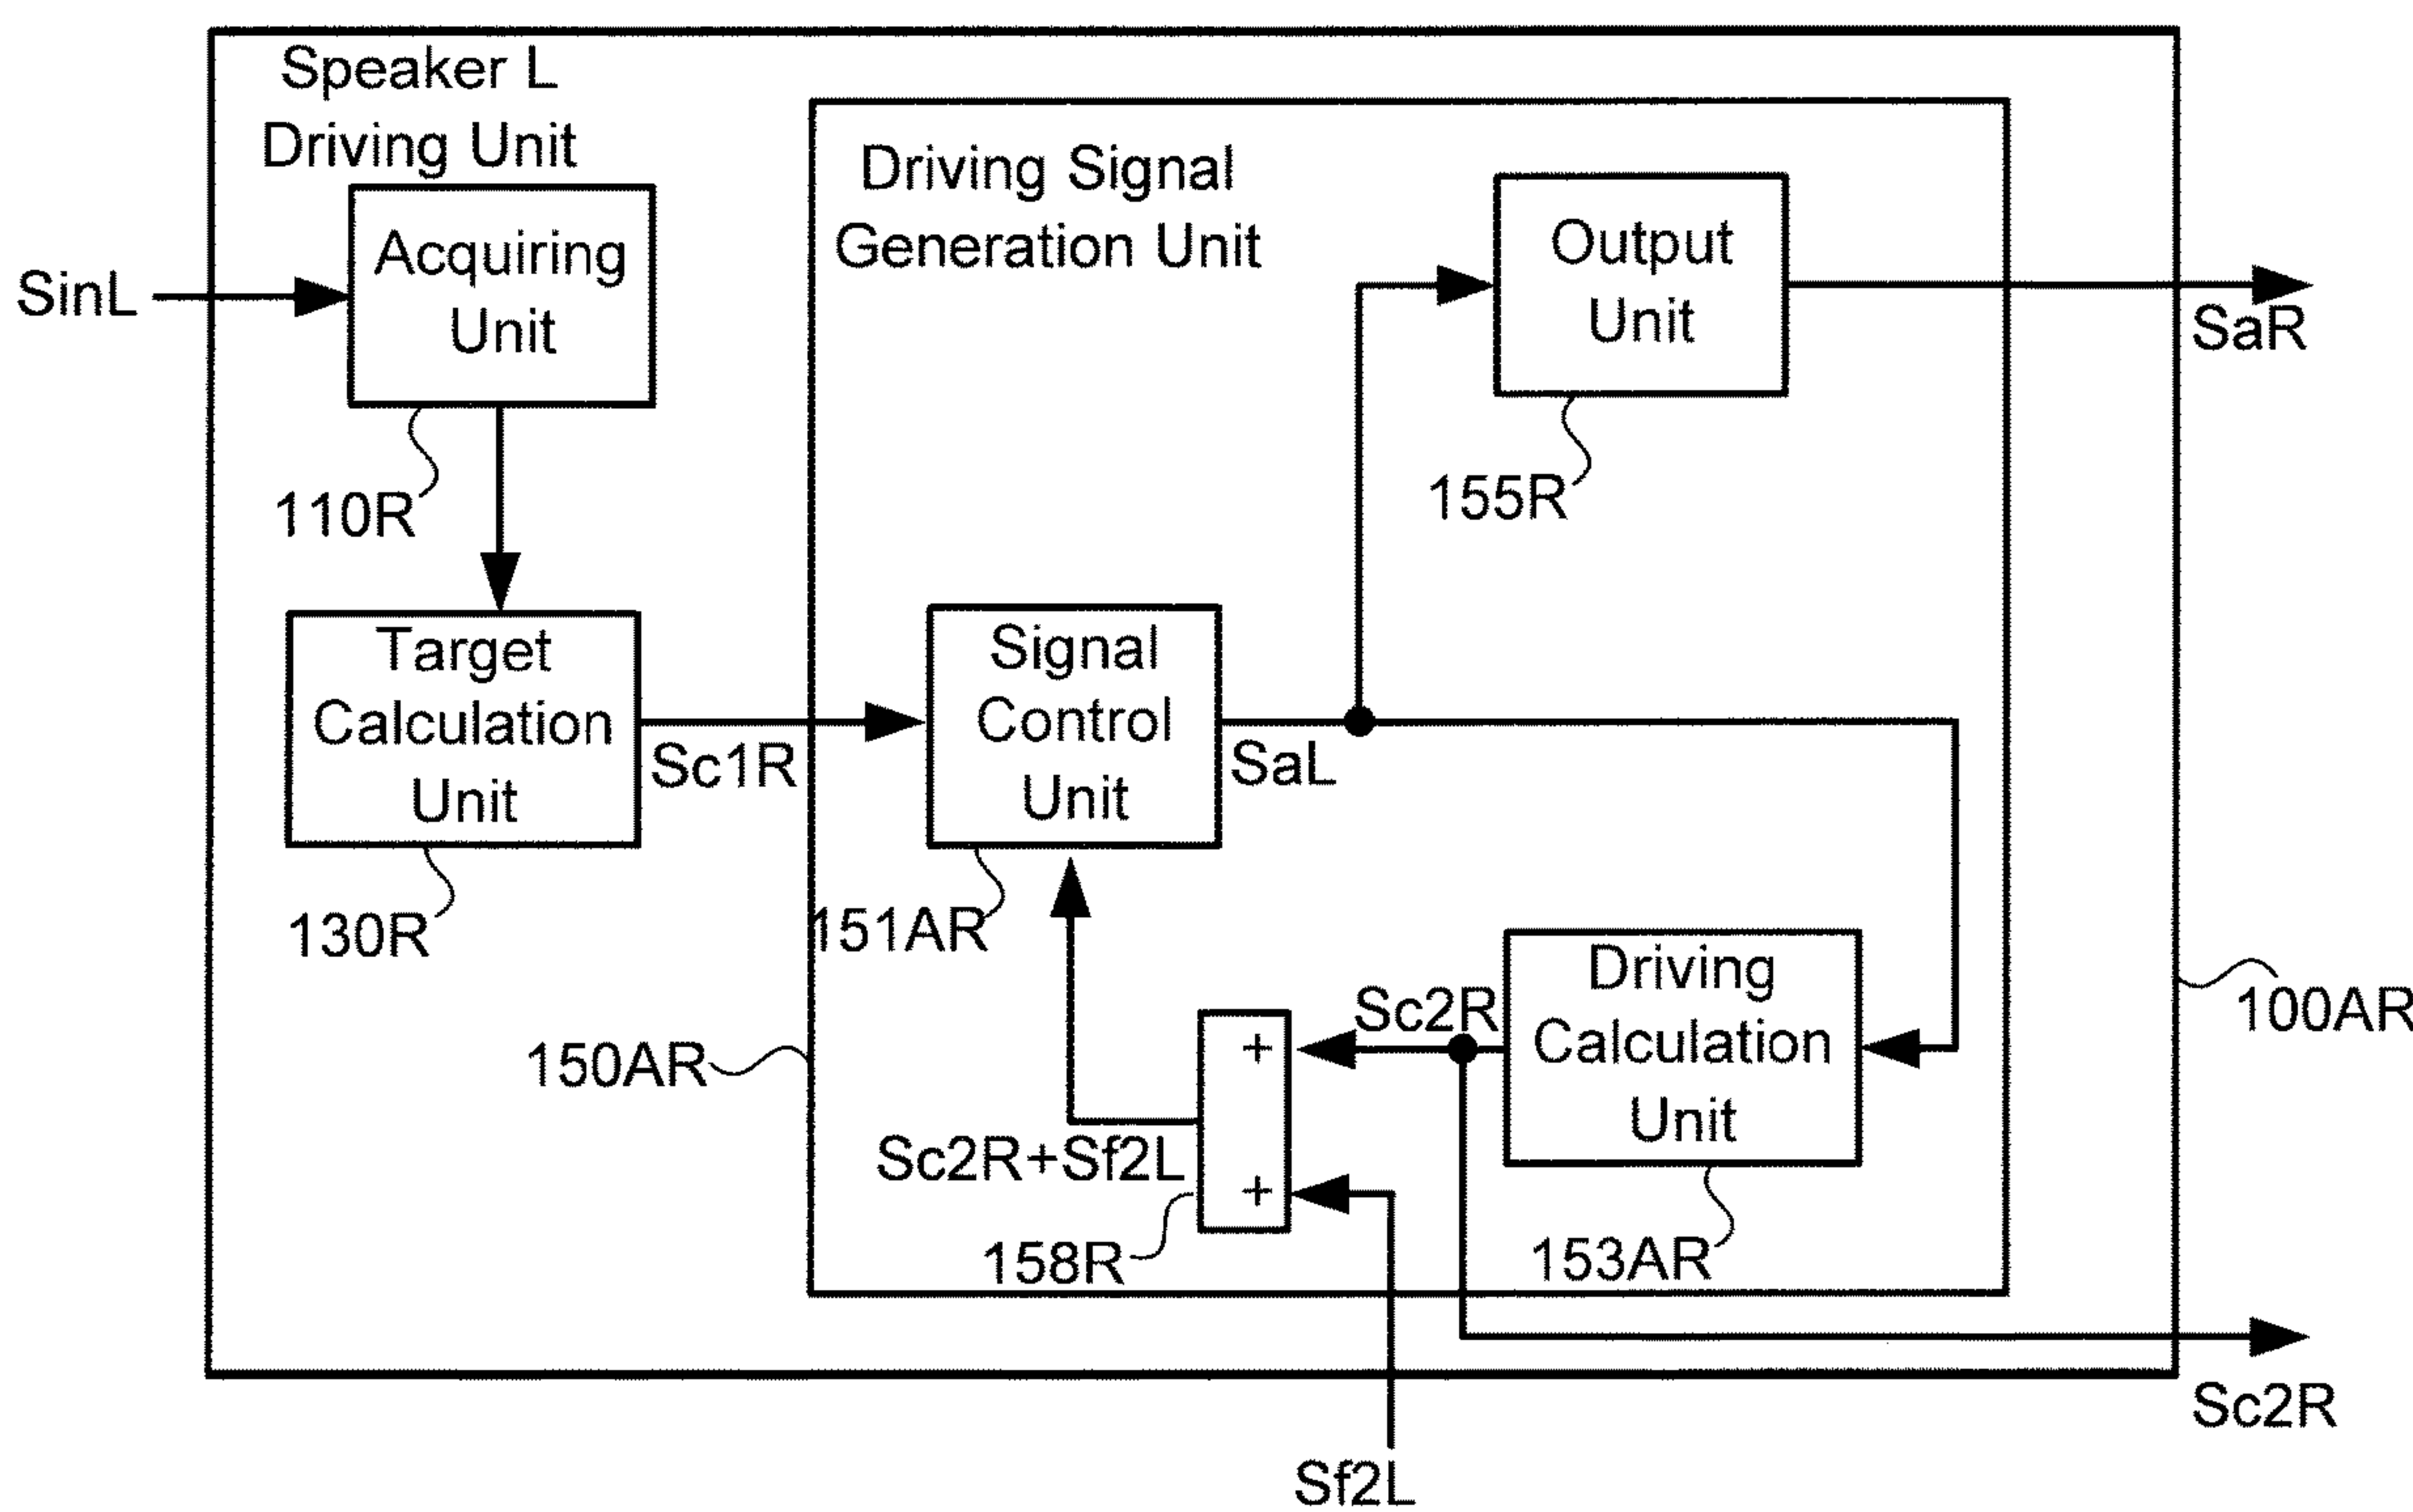 Speaker L
Driving Unit
Driving Signal
Generation Unit
Acquiring
Unit
Output
Unit
SinL
SaR
110R
155R
Target
Calculation
Unit
Signal
Control
Unit
Sc1R
SaL
130R
151AR
Driving
Calculation
Unit
Sc2R
100AR
+
150AR
Sc2R+Sf2L
+
158R
153AR
Sc2R
Sf2L